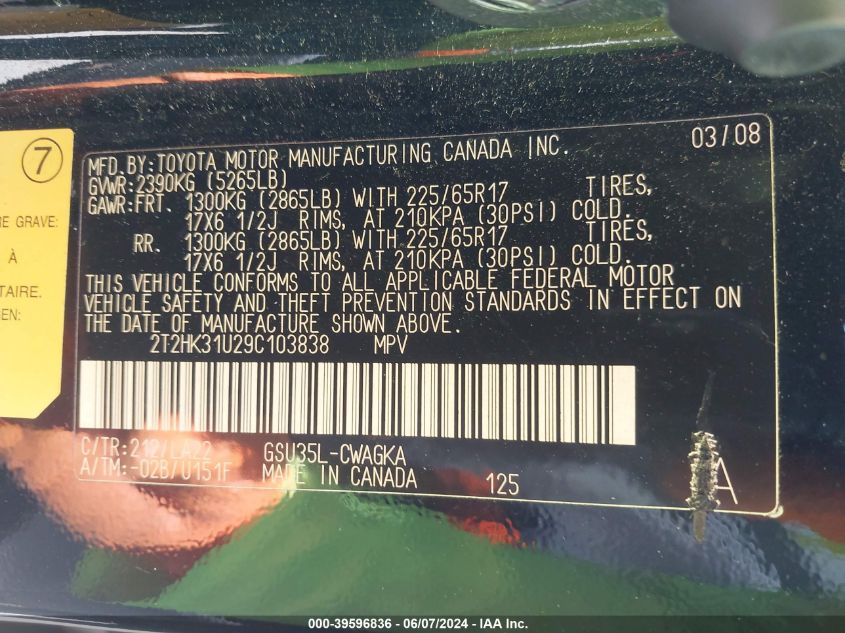 7
RE GRAVE:
À
TAIRE.
EN:
MFD. BY: TOYOTA MOTOR MANUFACTURING CANADA INC. 03/08
GVWR: 2390KG (5265LB)
GAWR: FRT. 1300KG (2865LB) WITH 225/65R17 TIRES,
17X6 1/2J RIMS, AT 210KPA (30PSI) COLD.
RR. 1300KG (2865LB) WITH 225/65R17 TIRES,
17X6 1/2J RIMS, AT 210KPA (30PSI) COLD.
THIS VEHICLE CONFORMS TO ALL APPLICABLE FEDERAL MOTOR
VEHICLE SAFETY AND THEFT PREVENTION STANDARDS IN EFFECT ON
THE DATE OF MANUFACTURE SHOWN ABOVE.
2T2HK31U29C103838 MPV
C/TR: 212/LA22 GSU35L-CWAGKA
A/TM: -02B/U151F MADE IN CANADA 125
A
000-39596836 - 06/07/2024 - IAA Inc.